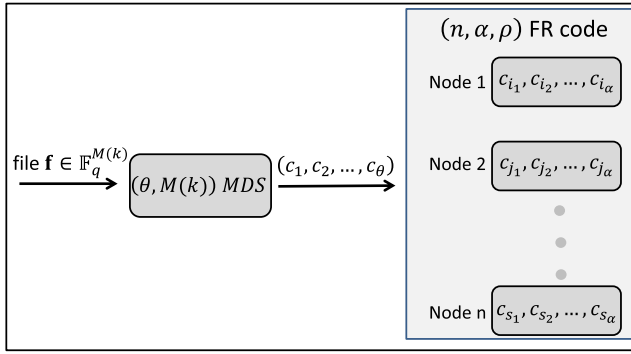 (n, α, ρ) FR code
Node 1
c_{i_1}, c_{i_2}, ..., c_{i_α}
file f ∈ 𝔽_q^{M(k)}
(θ, M(k)) MDS
(c_1, c_2, ..., c_θ)
Node 2
c_{j_1}, c_{j_2}, ..., c_{j_α}
Node n
c_{s_1}, c_{s_2}, ..., c_{s_α}